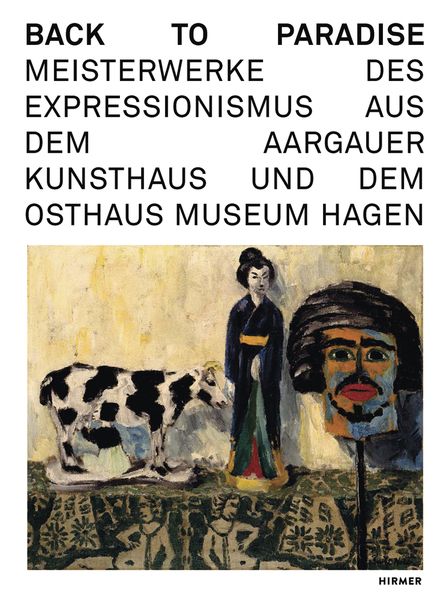 BACK TO PARADISE
MEISTERWERKE DES
EXPRESSIONISMUS AUS
DEM AARGAUER
KUNSTHAUS UND DEM
OSTHAUS MUSEUM HAGEN
HIRMER